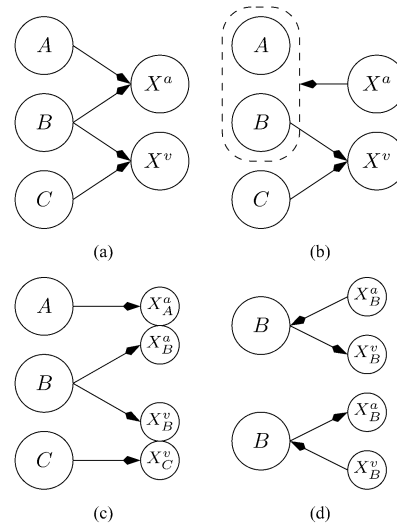 A
X^a
B
X^v
C
(a)
A
X^a
B
X^v
C
(b)
A
X^a_A
X^a_B
B
X^v_B
C
X^v_C
(c)
X^a_B
B
X^v_B
X^a_B
B
X^v_B
(d)